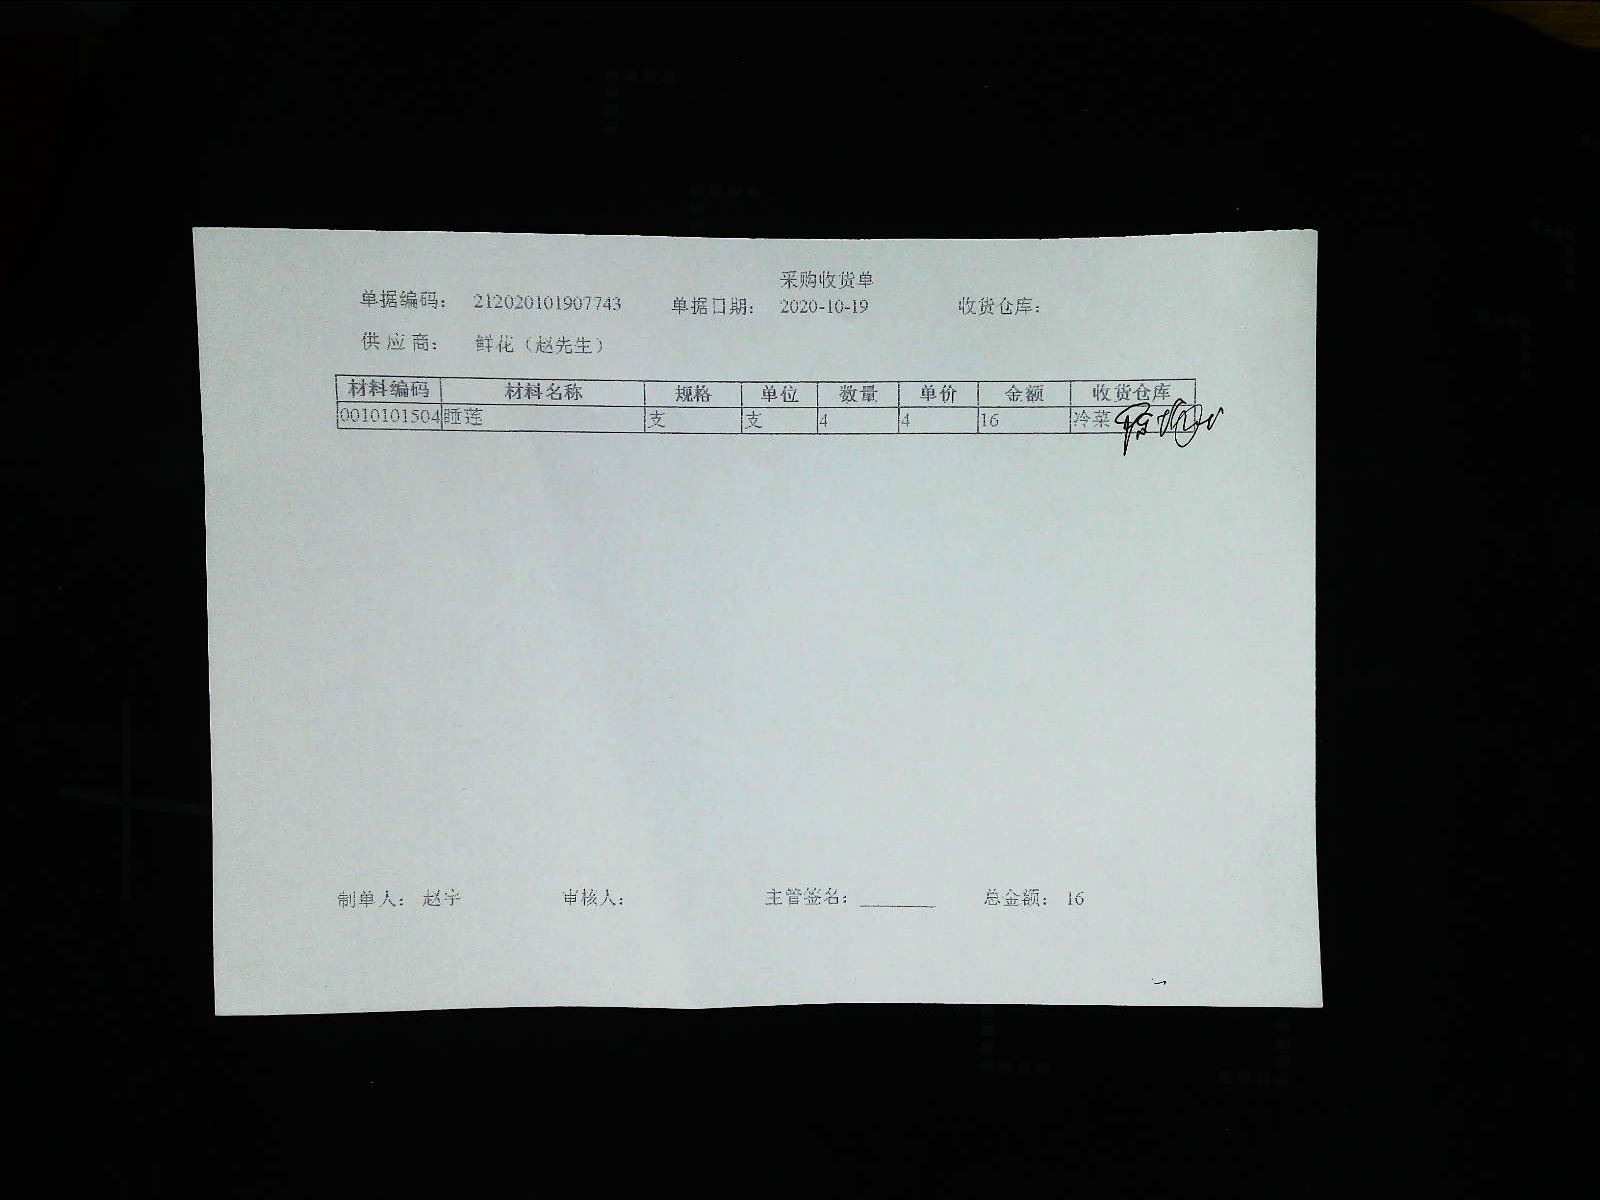 采购收货单
单据编码： 212020101907743 单据日期： 2020-10-19 收货仓库：
供 应 商： 鲜花（赵先生）
材料编码 材料名称 规格 单位 数量 单价 金额 收货仓库
0010101504 睡莲 支 支 4 4 16 冷菜
制单人： 赵宇 审核人： 主管签名： ________ 总金额： 16